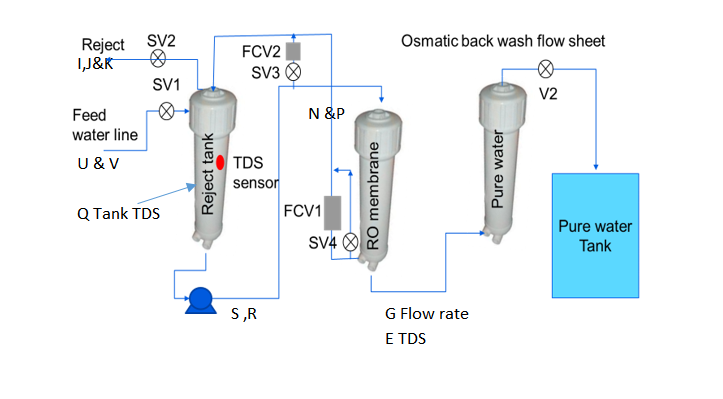 Osmatic back wash flow sheet
Reject
I,J&K
SV2
SV1
FCV2
SV3
Feed
water line
U & V
N &P
V2
Reject tank
TDS
sensor
Q Tank TDS
FCV1
SV4
RO membrane
Pure water
Pure water
Tank
S ,R
G Flow rate
E TDS